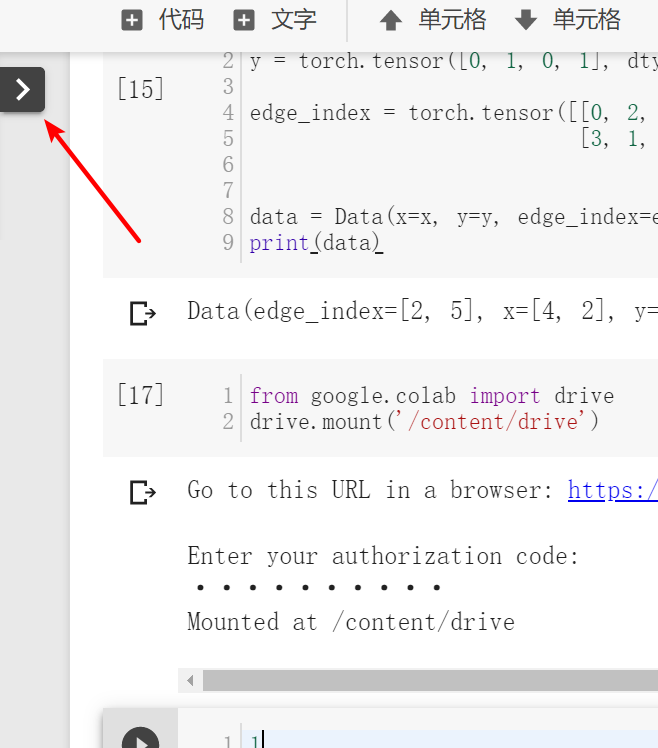 代码 文字 单元格 单元格
2 y = torch.tensor([0, 1, 0, 1],
[15]
3
4 edge_index = torch.tensor([[0, 2,
5 [3, 1,
6
7
8 data = Data(x=x, y=y, edge_index=
9 print(data)
Data(edge_index=[2, 5], x=[4, 2], y=
[17]
1 from google.colab import drive
2 drive.mount('/content/drive')
Go to this URL in a browser: https:/
Enter your authorization code:
··········
Mounted at /content/drive
1 1